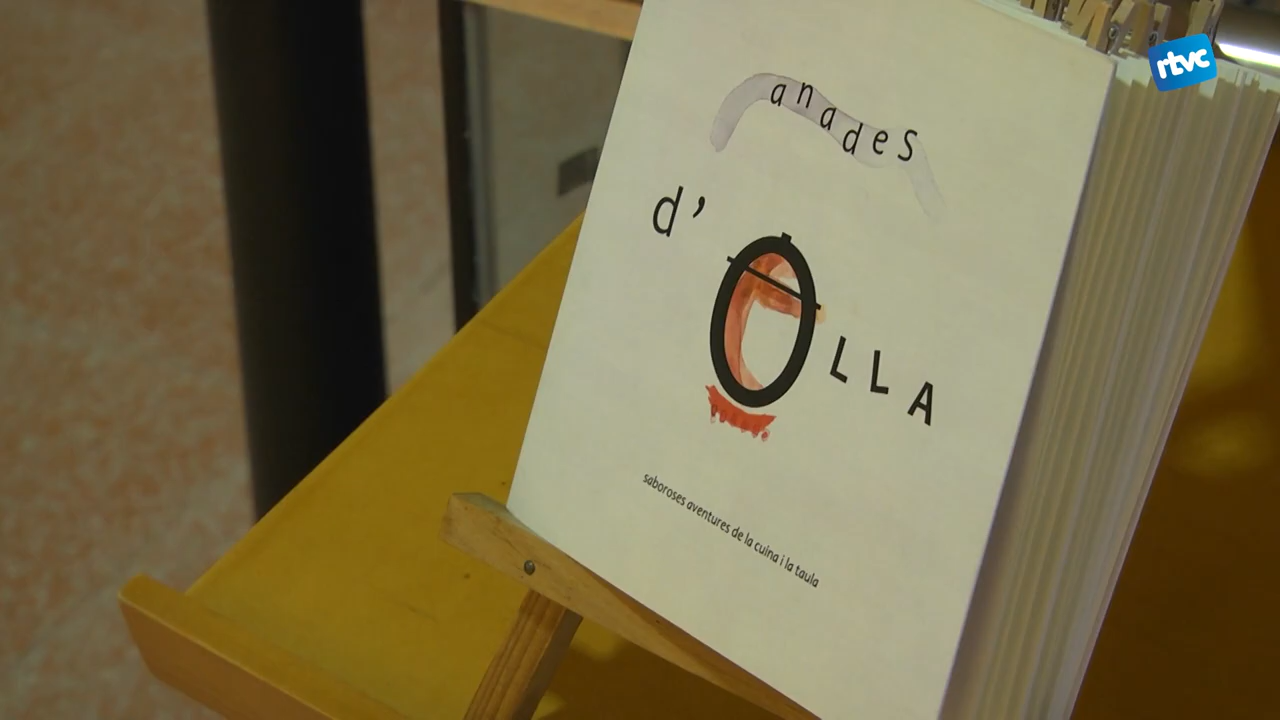 rtvc
anades
d'OLLA
saboroses aventures de la cuina i la taula